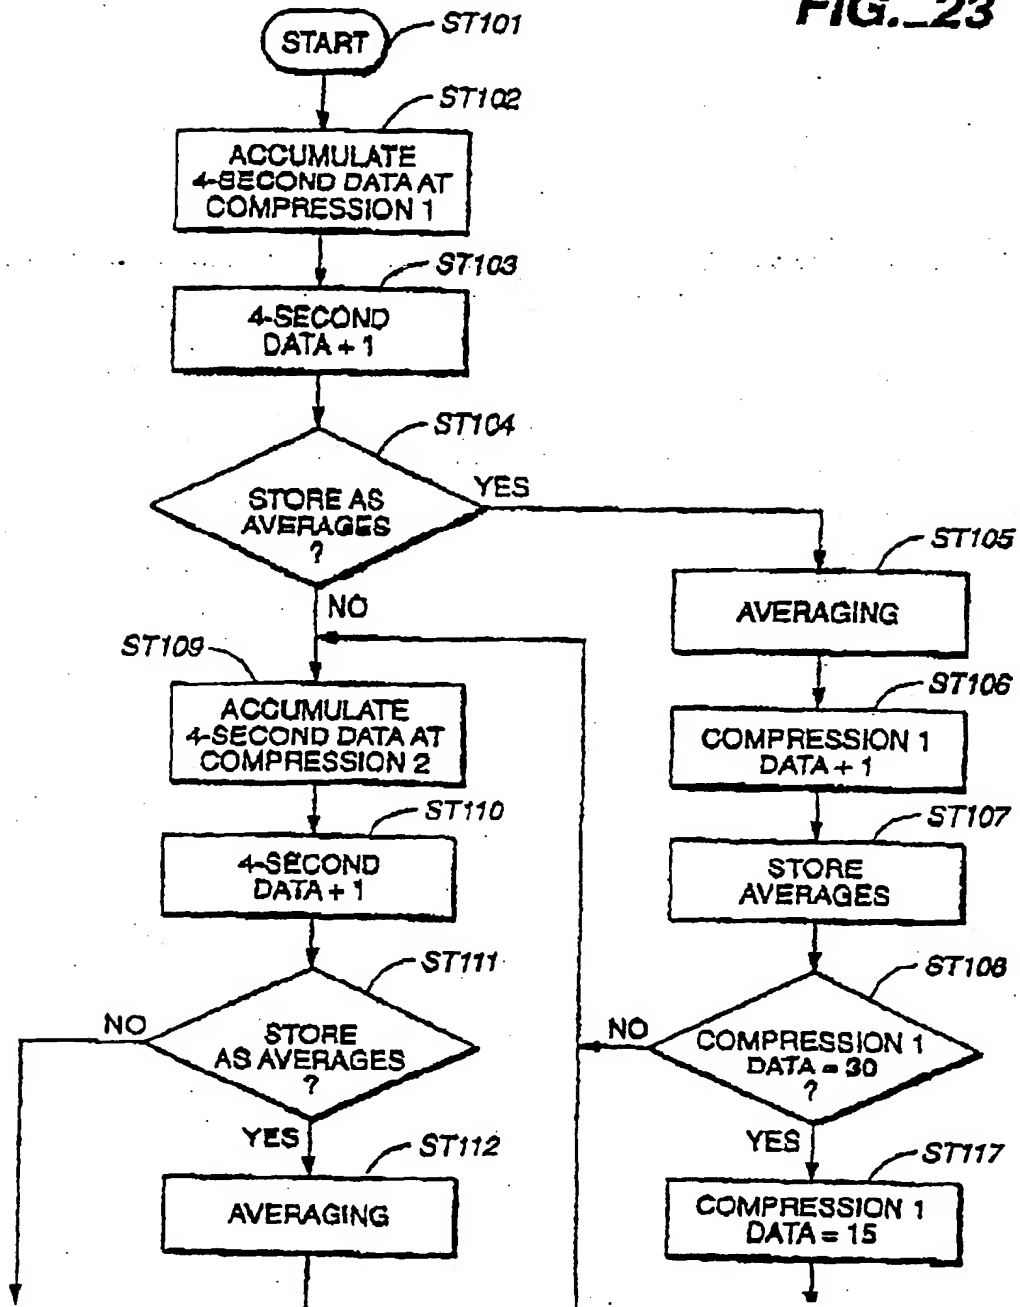 FIG._23
START
ST101
ST102
ACCUMULATE
4-SECOND DATA AT
COMPRESSION 1
ST103
4-SECOND
DATA + 1
ST104
STORE AS
AVERAGES
?
YES
NO
ST105
AVERAGING
ST106
COMPRESSION 1
DATA + 1
ST107
STORE
AVERAGES
ST108
COMPRESSION 1
DATA = 30
?
NO
YES
ST117
COMPRESSION 1
DATA = 15
ST109
ACCUMULATE
4-SECOND DATA AT
COMPRESSION 2
ST110
4-SECOND
DATA + 1
ST111
STORE
AS AVERAGES
?
NO
YES
ST112
AVERAGING